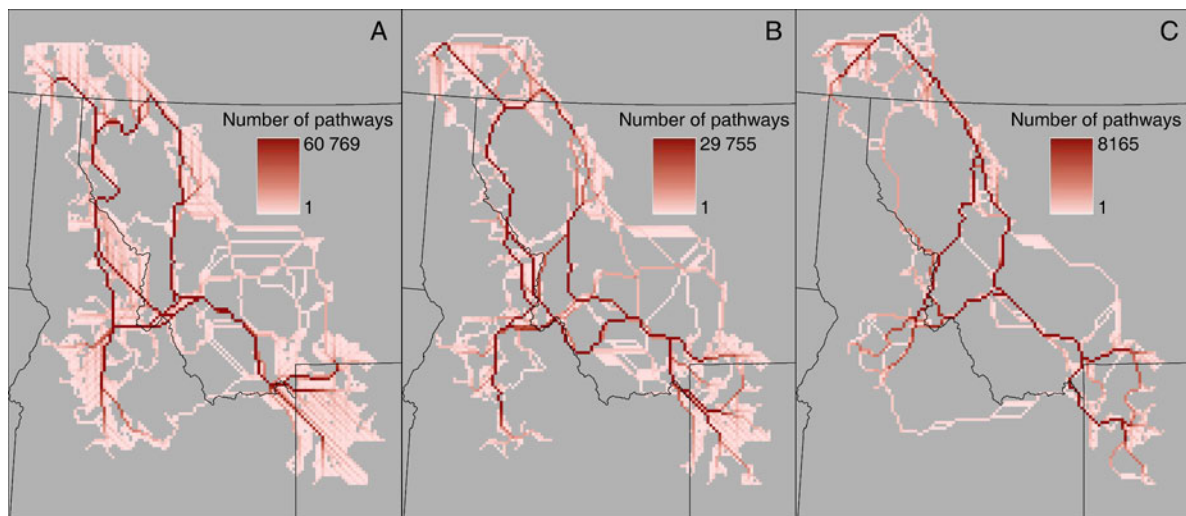 A
Number of pathways
60 769
1
B
Number of pathways
29 755
1
C
Number of pathways
8165
1